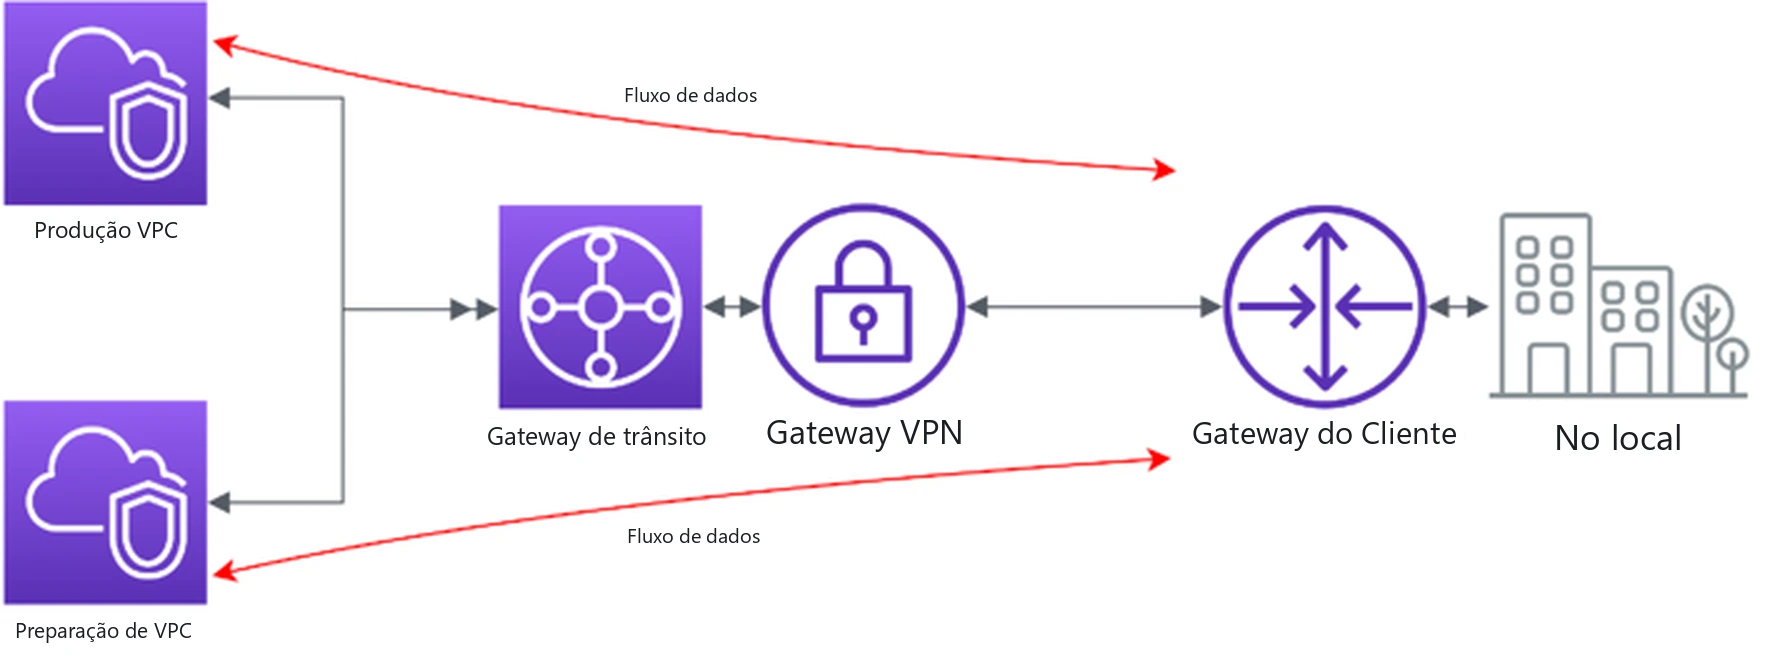 Fluxo de dados
Produção VPC
Gateway de trânsito
Gateway VPN
Gateway do Cliente
No local
Fluxo de dados
Preparação de VPC